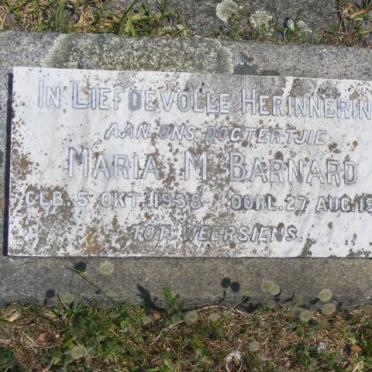 IN LIEFDEVOLLE HERINNERIN
AAN ONS DOGTERTJIE
MARIA M. BARNARD
GEB. 5 OKT. 1938 OORL. 27 AUG. 19
TOT WEERSIENS.